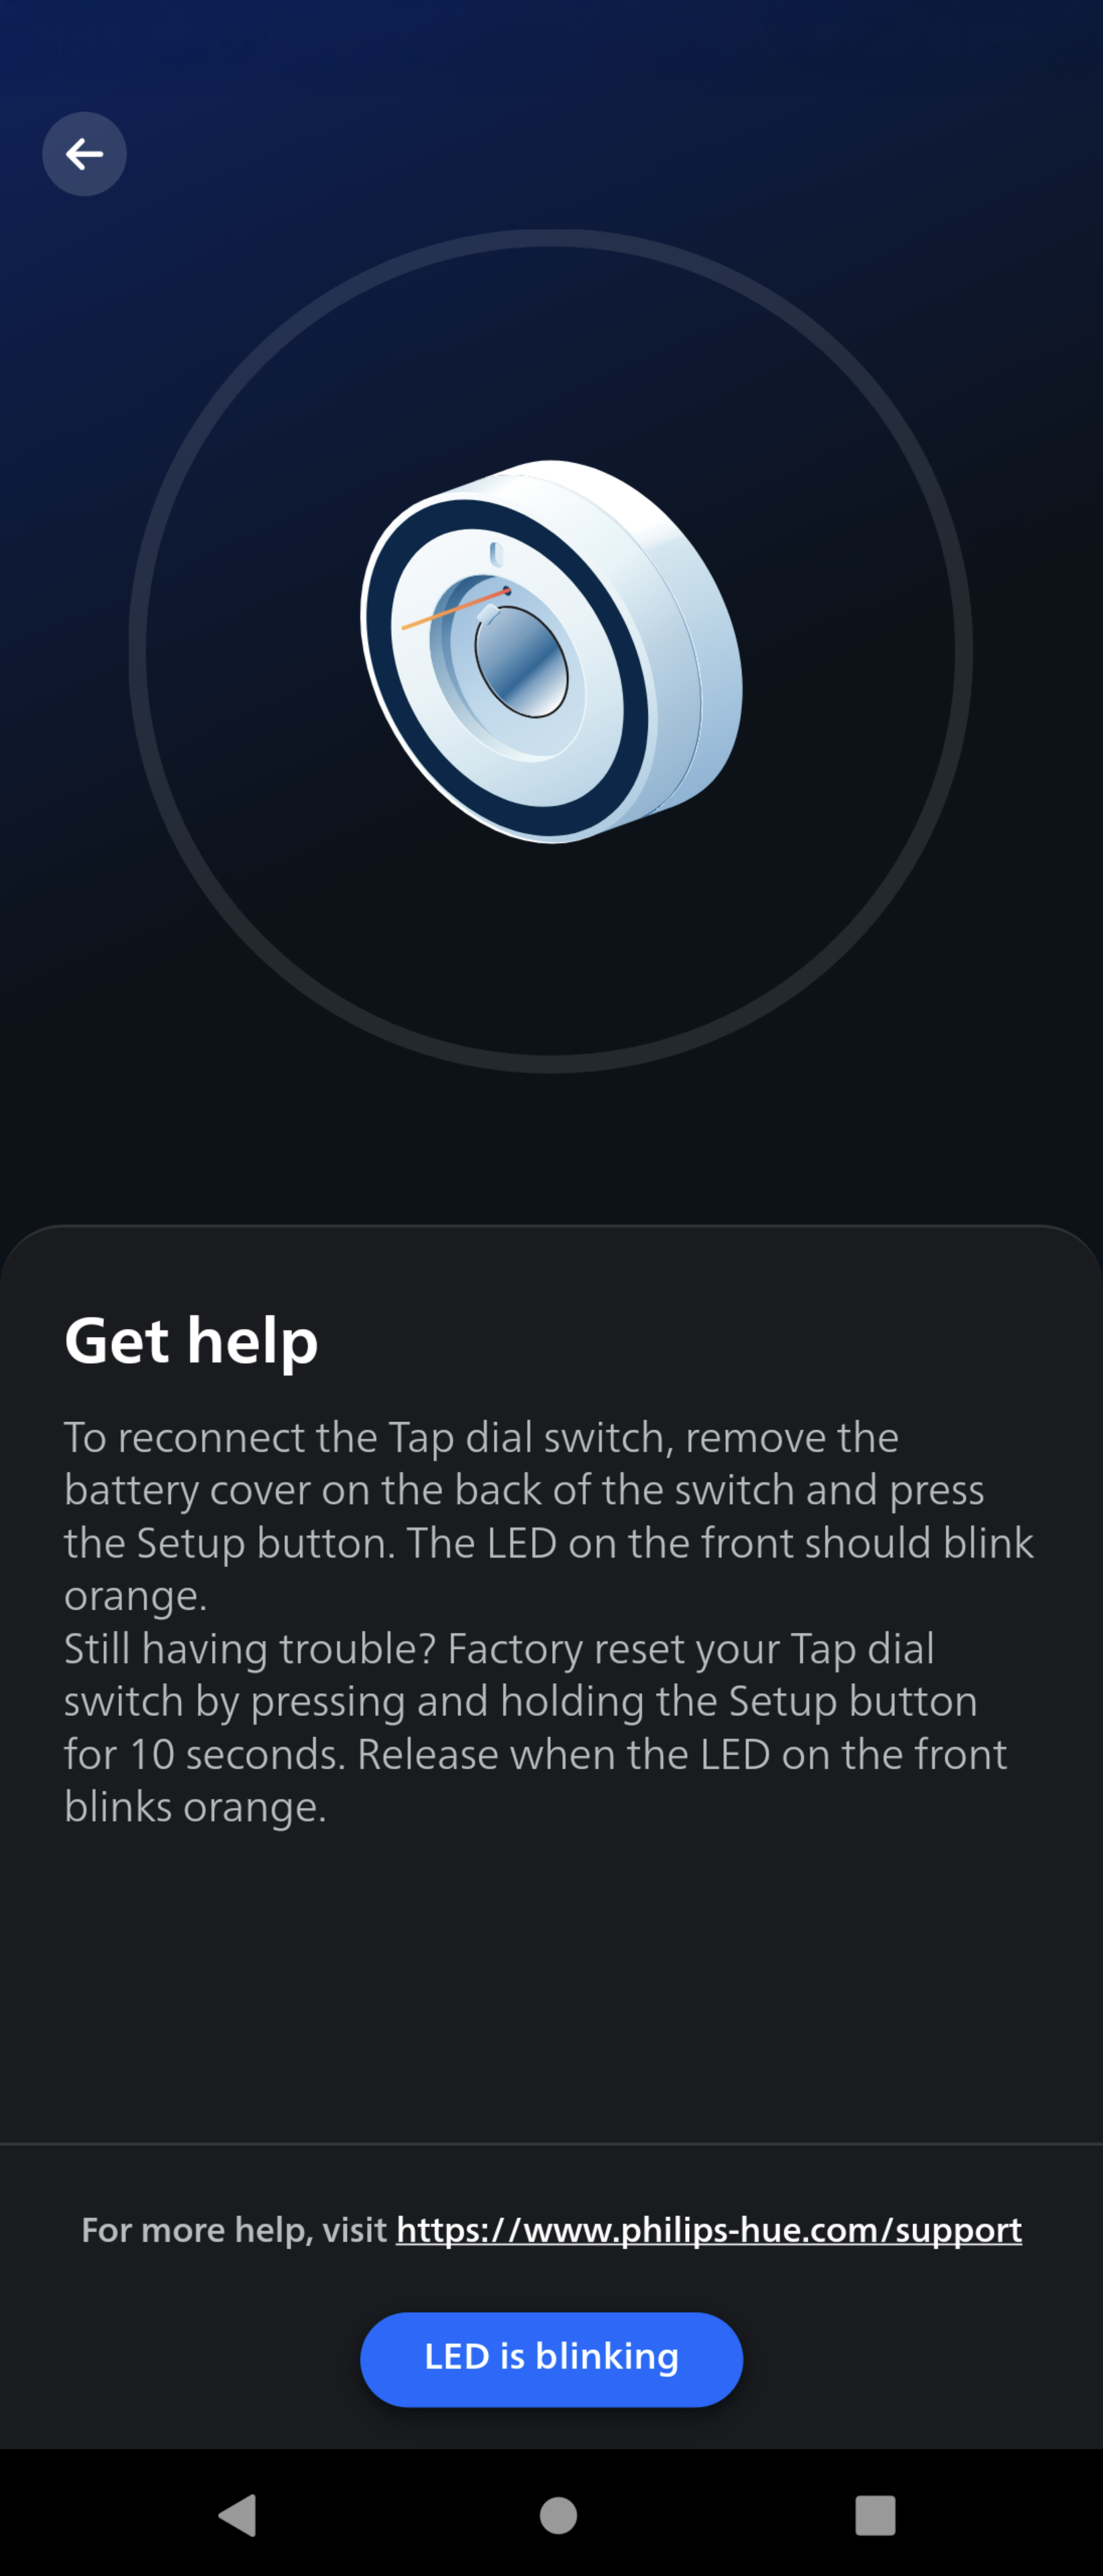 Get help
To reconnect the Tap dial switch, remove the
battery cover on the back of the switch and press
the Setup button. The LED on the front should blink
orange.
Still having trouble? Factory reset your Tap dial
switch by pressing and holding the Setup button
for 10 seconds. Release when the LED on the front
blinks orange.
For more help, visit https://www.philips-hue.com/support
LED is blinking